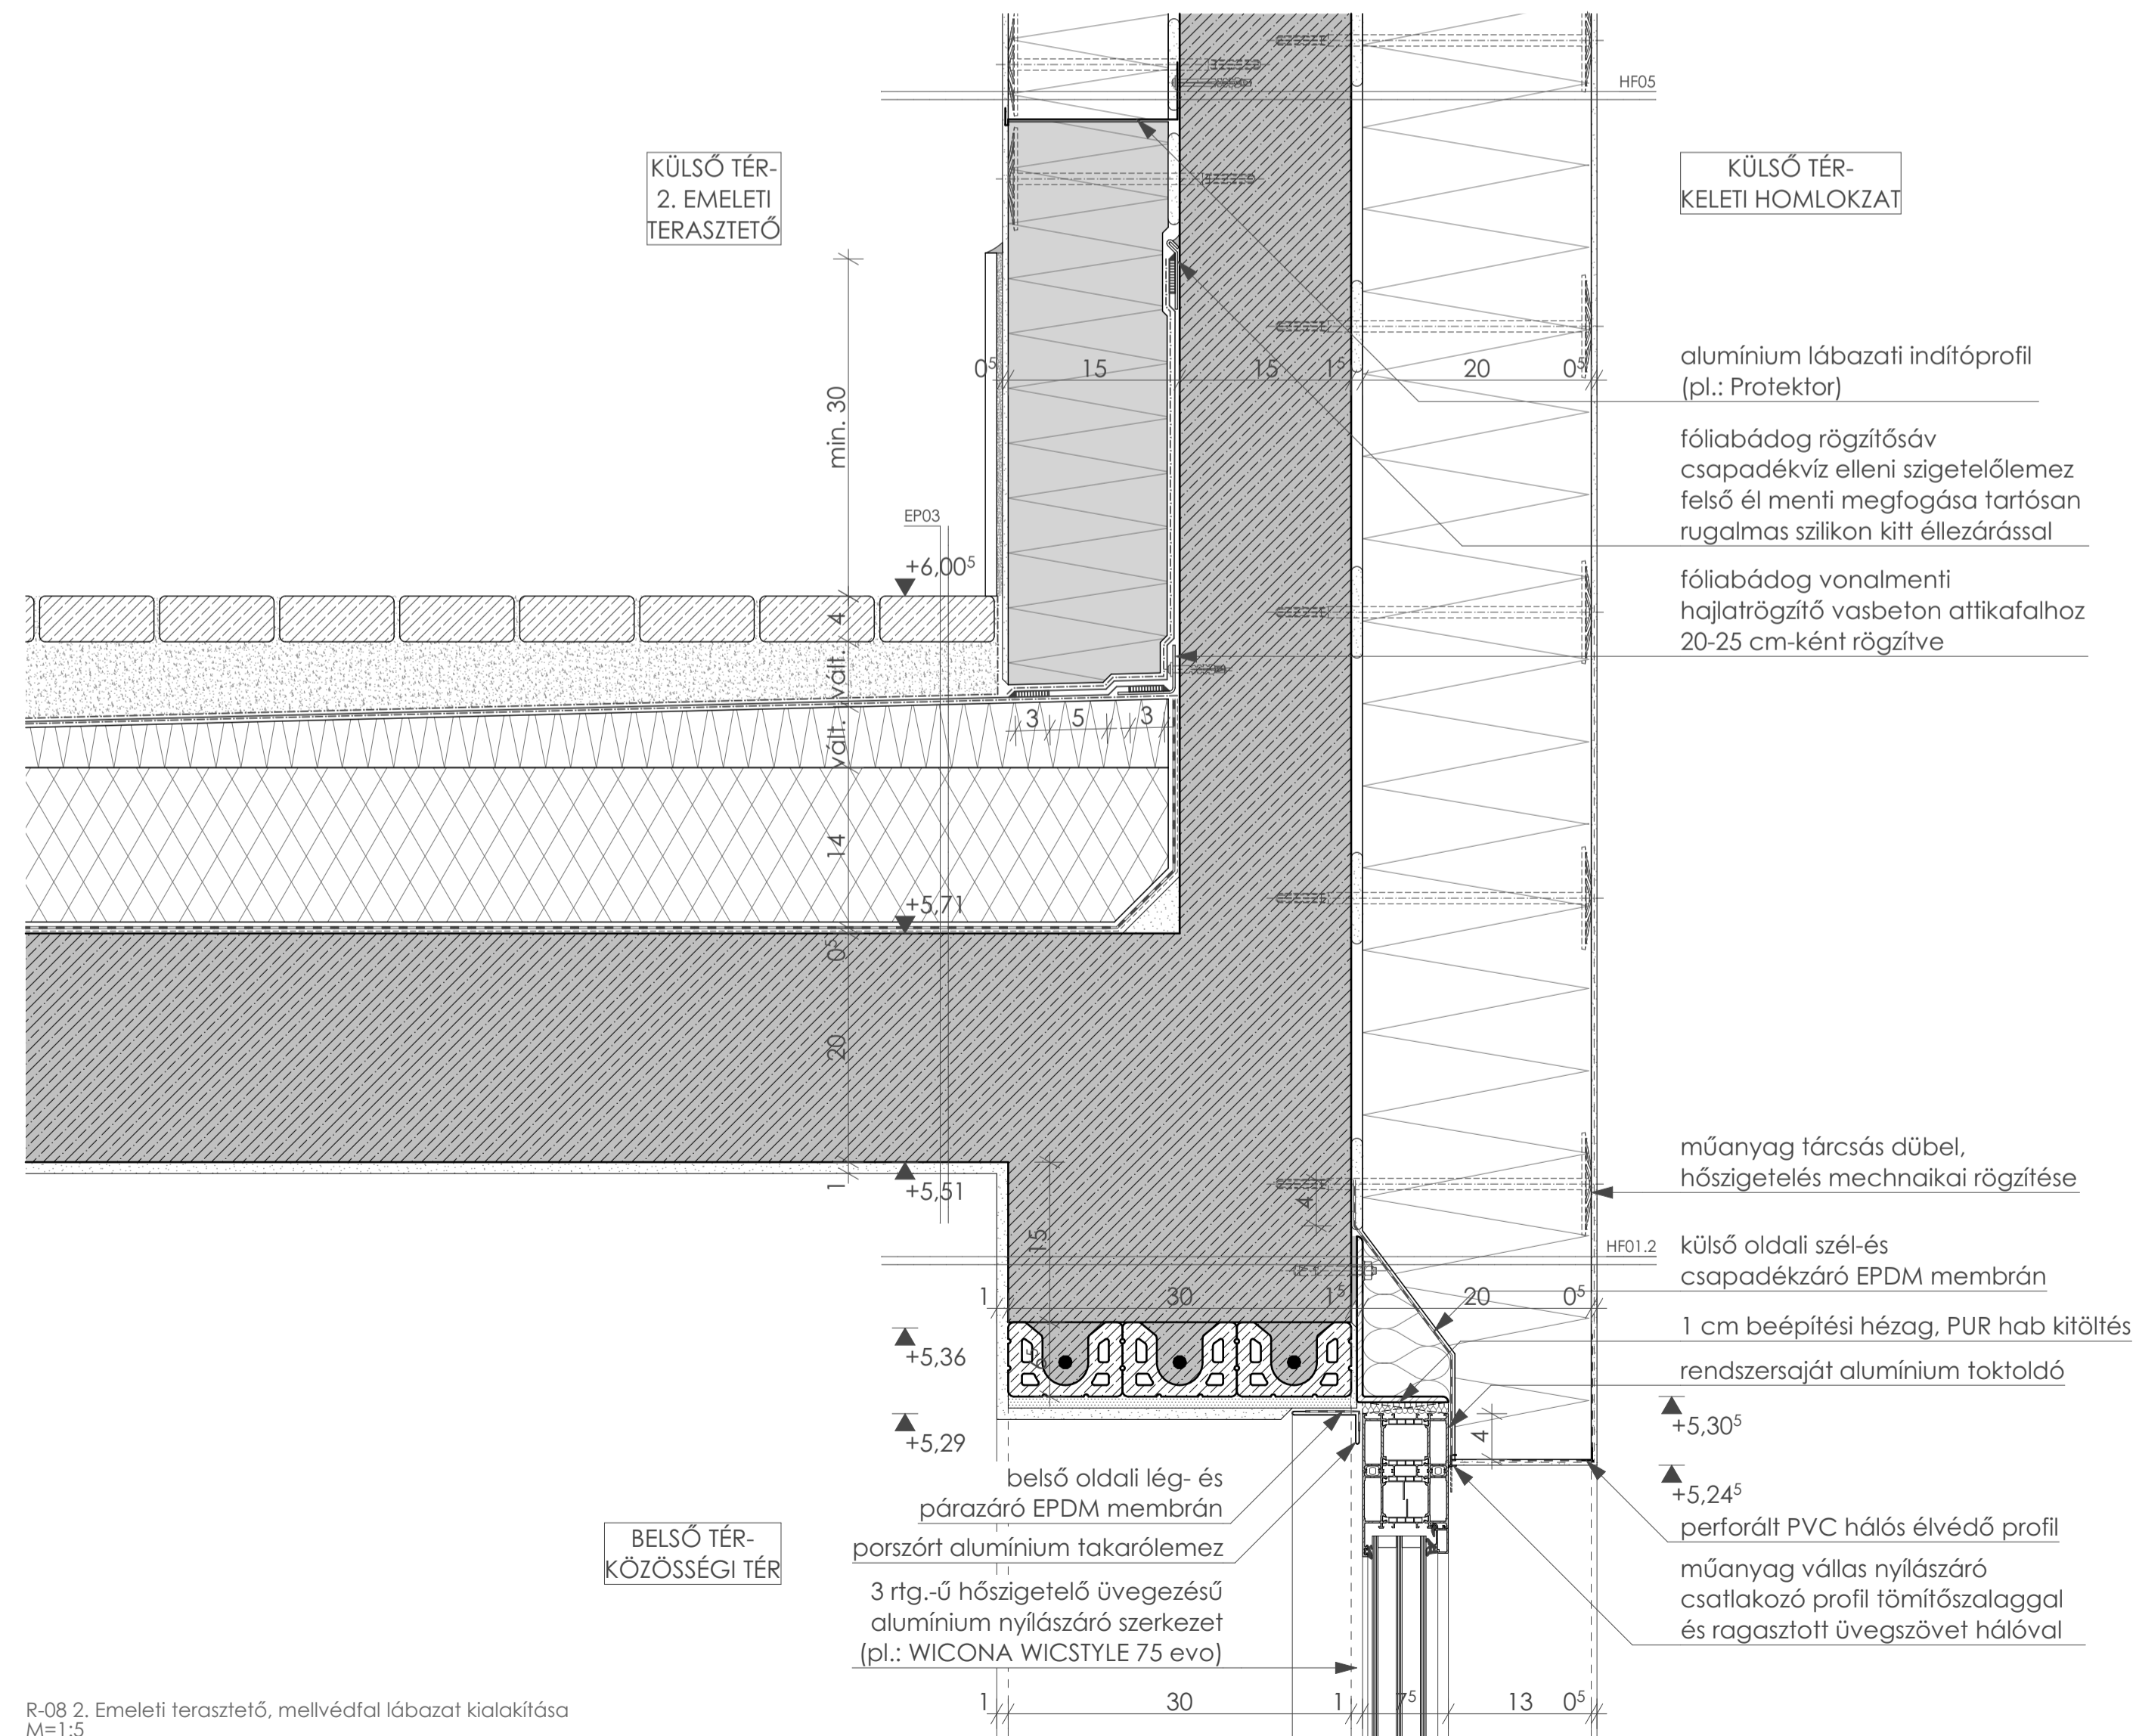 HF05
KÜLSŐ TÉR-
2. EMELETI
TERASZTETŐ
KÜLSŐ TÉR-
KELETI HOMLOKZAT
0⁵ 15 15 1⁵ 20 0⁵
alumínium lábazati indítóprofil
(pl.: Protektor)
min. 30
fóliabádog rögzítősáv
csapadékvíz elleni szigetelőlemez
felső él menti megfogása tartósan
rugalmas szilikon kitt éllezárással
EP03
+6,00⁵
fóliabádog vonalmenti
hajlatrögzítő vasbeton attikafalhoz
20-25 cm-ként rögzítve
4
vált.
vált.
3 5 3
14
+5,71
0⁵
20
1
+5,51
műanyag tárcsás dübel,
hőszigetelés mechnaikai rögzítése
4
15
HF01.2
külső oldali szél-és
csapadékzáró EPDM membrán
1 30 1⁵ 20 0⁵
1 cm beépítési hézag, PUR hab kitöltés
+5,36
rendszersaját alumínium toktoldó
+5,30⁵
+5,29
4
belső oldali lég- és
párazáró EPDM membrán
+5,24⁵
perforált PVC hálós élvédő profil
BELSŐ TÉR-
KÖZÖSSÉGI TÉR
porszórt alumínium takarólemez
műanyag vállas nyílászáró
csatlakozó profil tömítőszalaggal
és ragasztott üvegszövet hálóval
3 rtg.-ű hőszigetelő üvegezésű
alumínium nyílászáró szerkezet
(pl.: WICONA WICSTYLE 75 evo)
1 30 1 7⁵ 13 0⁵
R-08 2. Emeleti terasztető, mellvédfal lábazat kialakítása
M=1:5